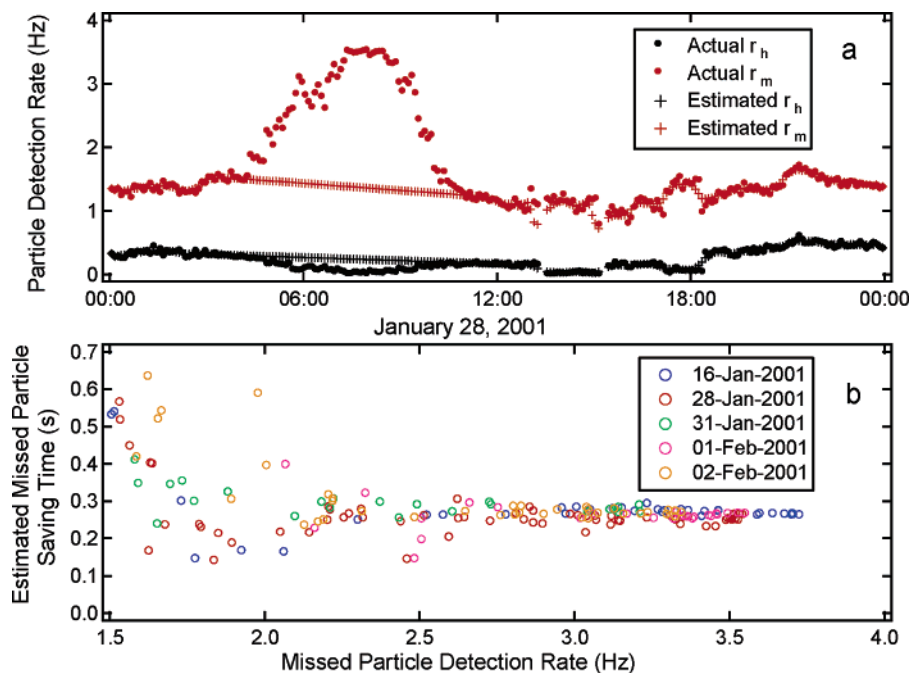 a
Particle Detection Rate (Hz)
4
3
2
1
0
Actual r h
Actual r m
Estimated r h
Estimated r m
00:00 06:00 12:00 18:00 00:00
January 28, 2001
b
Estimated Missed Particle
Saving Time (s)
0.7
0.6
0.5
0.4
0.3
0.2
0.1
0.0
16-Jan-2001
28-Jan-2001
31-Jan-2001
01-Feb-2001
02-Feb-2001
1.5 2.0 2.5 3.0 3.5 4.0
Missed Particle Detection Rate (Hz)